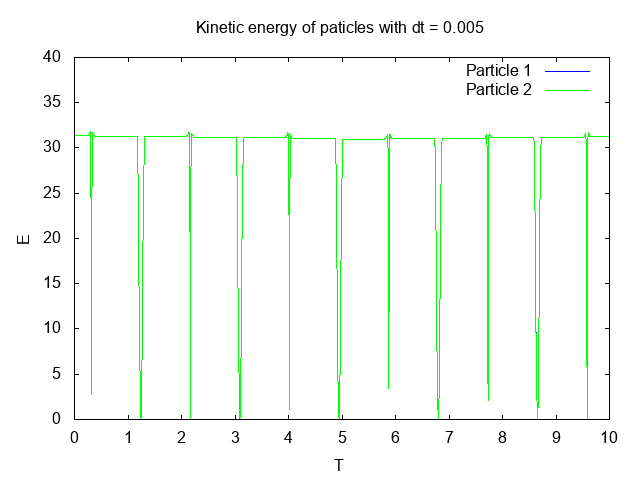 Kinetic energy of paticles with dt = 0.005
40
35
30
25
20
15
10
5
0
E
Particle 1
Particle 2
0 1 2 3 4 5 6 7 8 9 10
T